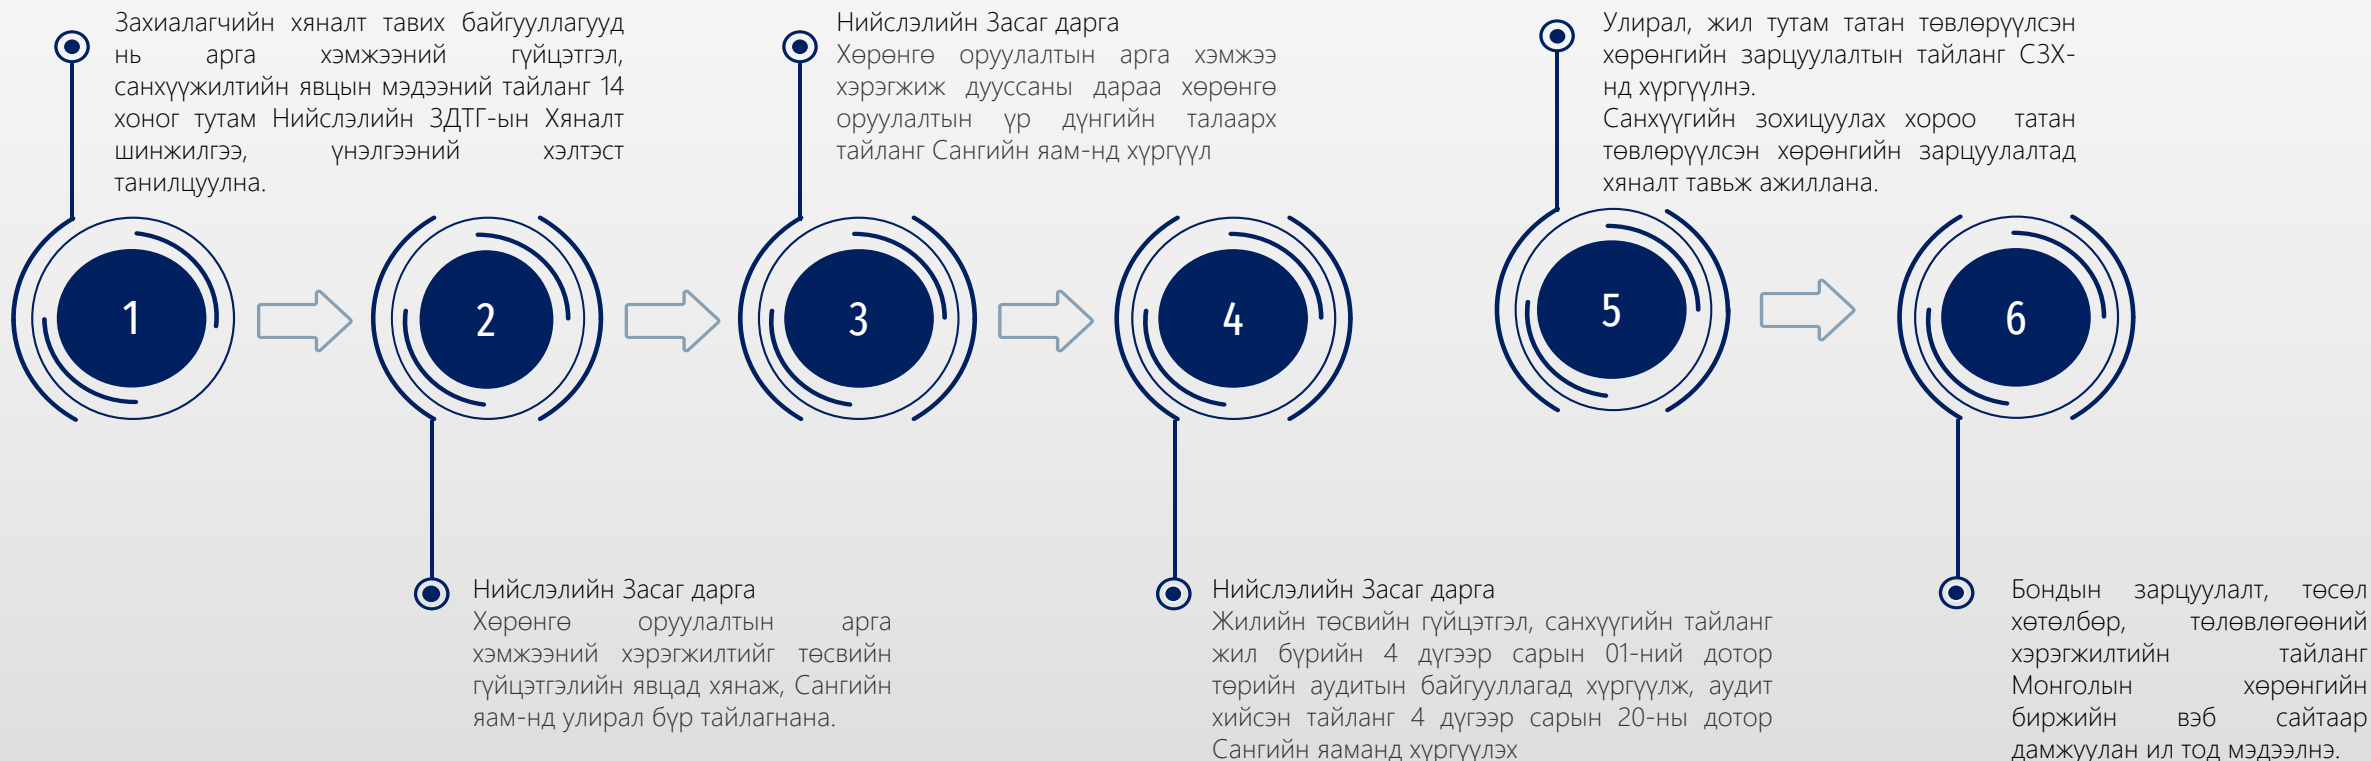 Захиалагчийн хяналт тавих байгууллагууд
нь арга хэмжээний гүйцэтгэл,
санхүүжилтийн явцын мэдээний тайланг 14
хоног тутам Нийслэлийн ЗДТГ-ын Хяналт
шинжилгээ, үнэлгээний хэлтэст
танилцуулна.
1
Нийслэлийн Засаг дарга
Хөрөнгө оруулалтын арга
хэмжээний хэрэгжилтийг төсвийн
гүйцэтгэлийн явцад хянаж, Сангийн
яам-нд улирал бүр тайлагнана.
2
Нийслэлийн Засаг дарга
Хөрөнгө оруулалтын арга хэмжээ
хэрэгжиж дууссаны дараа хөрөнгө
оруулалтын үр дүнгийн талаарх
тайланг Сангийн яам-нд хүргүүл
3
Нийслэлийн Засаг дарга
Жилийн төсвийн гүйцэтгэл, санхүүгийн тайланг
жил бүрийн 4 дүгээр сарын 01-ний дотор
төрийн аудитын байгууллагад хүргүүлж, аудит
хийсэн тайланг 4 дүгээр сарын 20-ны дотор
Сангийн яаманд хүргүүлэх
4
Улирал, жил тутам татан төвлөрүүлсэн
хөрөнгийн зарцуулалтын тайланг СЗХ-
нд хүргүүлнэ.
Санхүүгийн зохицуулах хороо татан
төвлөрүүлсэн хөрөнгийн зарцуулалтад
хяналт тавьж ажиллана.
5
Бондын зарцуулалт, төсөл
хөтөлбөр, төлөвлөгөөний
хэрэгжилтийн тайланг
Монголын хөрөнгийн
биржийн вэб сайтаар
дамжуулан ил тод мэдээлнэ.
6